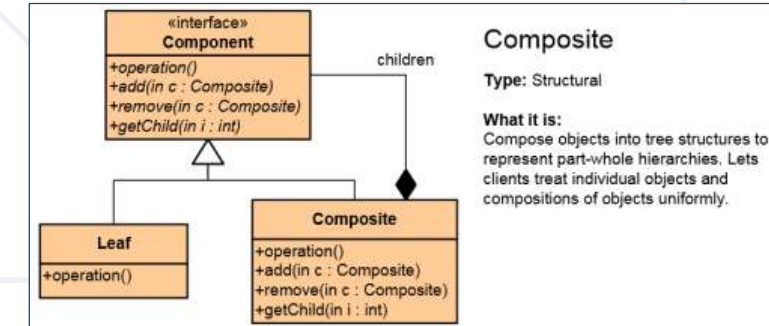 «interface»
Component
+operation()
+add(in c : Composite)
+remove(in c : Composite)
+getChild(in i : int)
children
Leaf
+operation()
Composite
+operation()
+add(in c : Composite)
+remove(in c : Composite)
+getChild(in i : int)
Composite
Type: Structural
What it is:
Compose objects into tree structures to
represent part-whole hierarchies. Lets
clients treat individual objects and
compositions of objects uniformly.